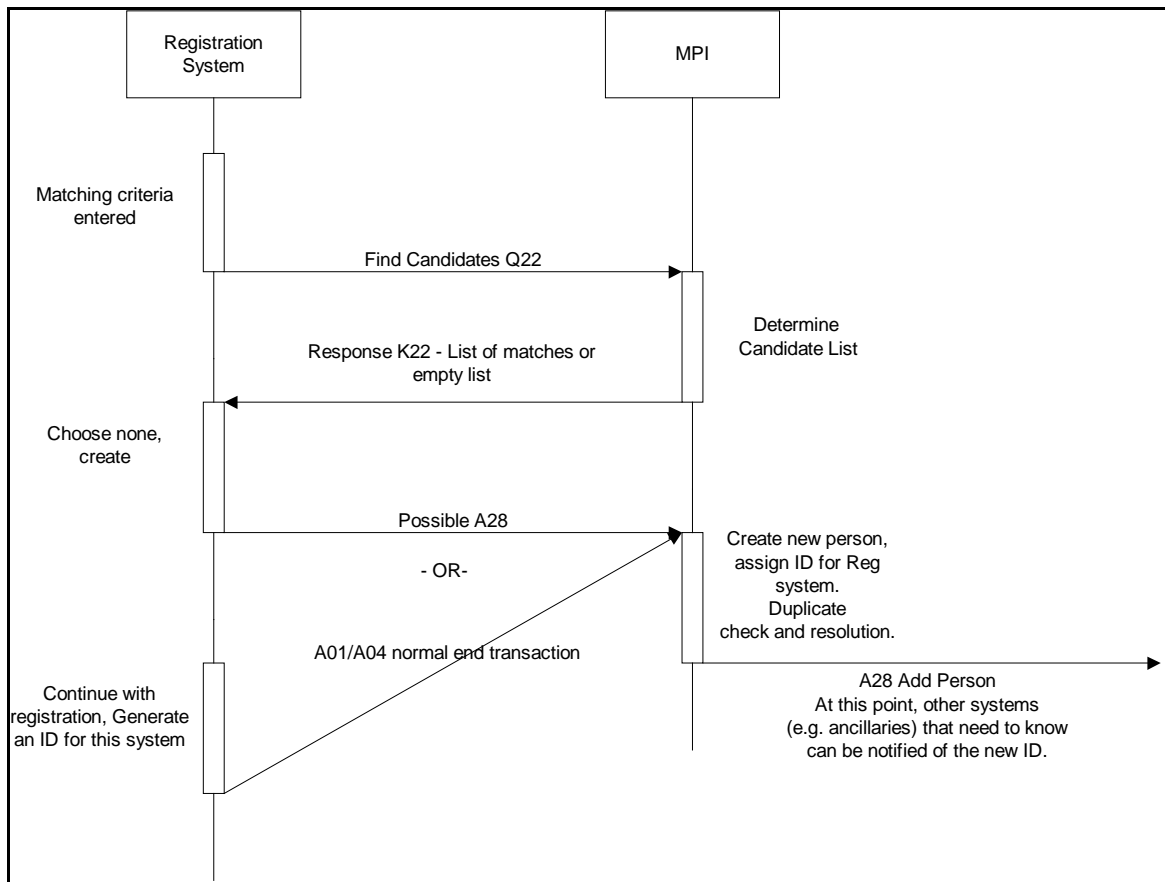 Registration
System
MPI
Matching criteria
entered
Find Candidates Q22
Determine
Candidate List
Response K22 - List of matches or
empty list
Choose none,
create
Possible A28
Create new person,
assign ID for Reg
system.
Duplicate
check and resolution.
- OR-
A01/A04 normal end transaction
Continue with
registration, Generate
an ID for this system
A28 Add Person
At this point, other systems
(e.g. ancillaries) that need to know
can be notified of the new ID.